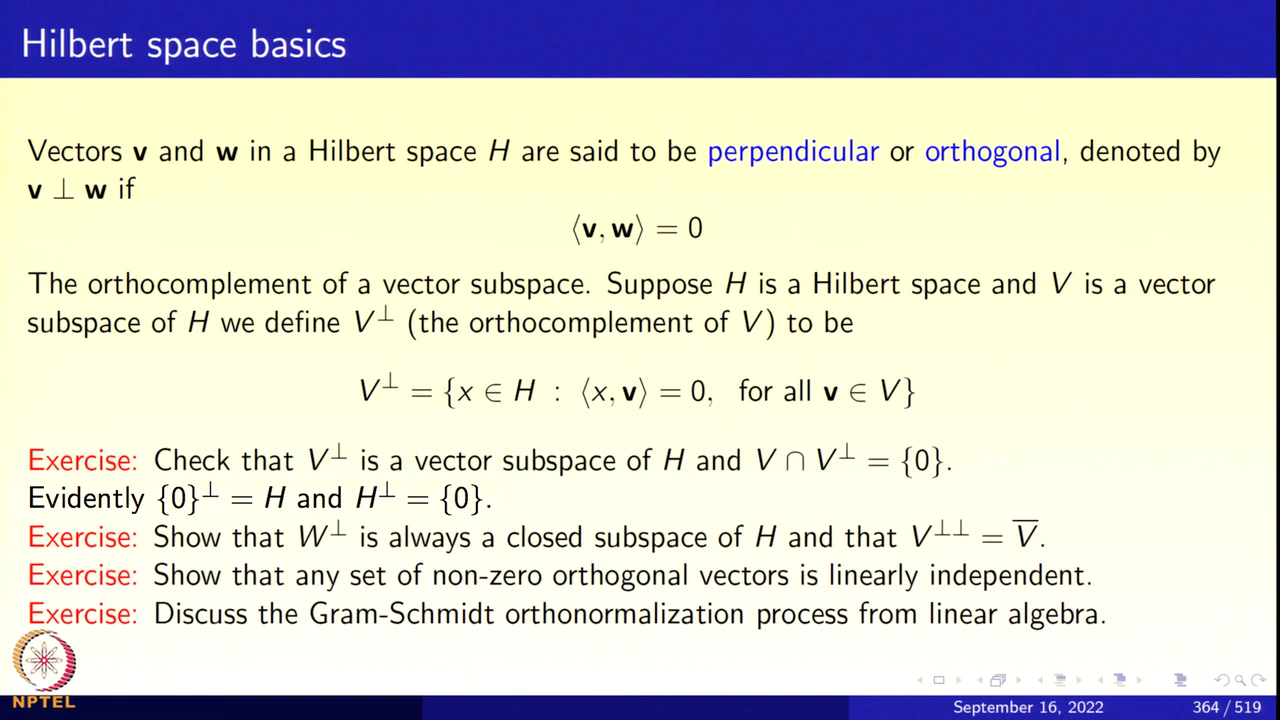 Hilbert space basics
Vectors v and w in a Hilbert space H are said to be perpendicular or orthogonal, denoted by
v ⊥ w if
⟨v, w⟩ = 0
The orthocomplement of a vector subspace. Suppose H is a Hilbert space and V is a vector
subspace of H we define V⊥ (the orthocomplement of V) to be
V⊥ = {x ∈ H : ⟨x, v⟩ = 0, for all v ∈ V}
Exercise: Check that V⊥ is a vector subspace of H and V ∩ V⊥ = {0}.
Evidently {0}⊥ = H and H⊥ = {0}.
Exercise: Show that W⊥ is always a closed subspace of H and that V⊥⊥ = V̅.
Exercise: Show that any set of non-zero orthogonal vectors is linearly independent.
Exercise: Discuss the Gram-Schmidt orthonormalization process from linear algebra.
NPTEL
September 16, 2022 364 / 519